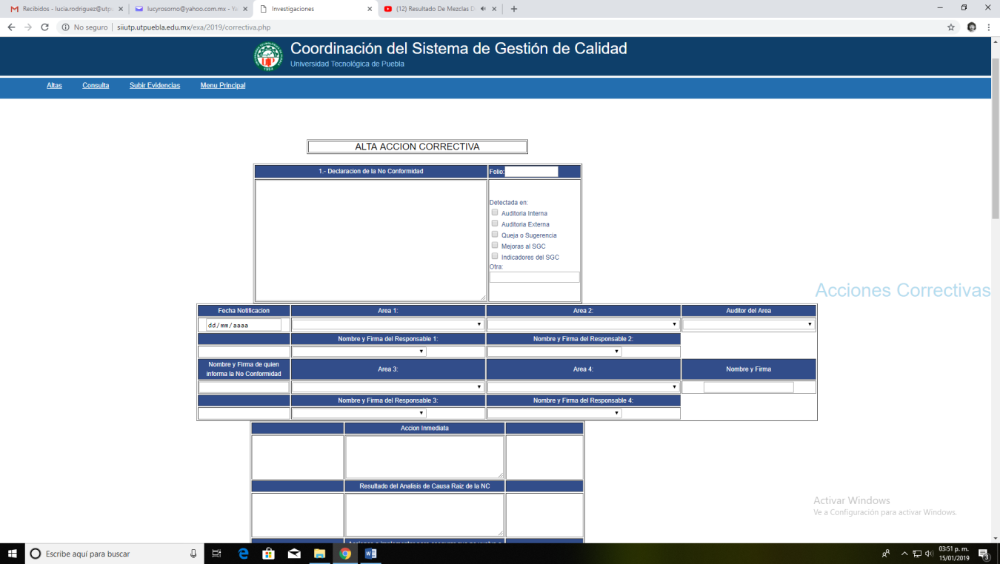 Recibidos - lucia.rodriguez@utp
lucyrosorno@yahoo.com.mx - Ya
Investigaciones
(12) Resultado De Mezclas D
No seguro | siiutp.utpuebla.edu.mx/exa/2019/correctiva.php
Coordinación del Sistema de Gestión de Calidad
Universidad Tecnológica de Puebla
Altas Consulta Subir Evidencias Menu Principal
ALTA ACCION CORRECTIVA
1.- Declaracion de la No Conformidad Folio:
Detectada en:
Auditoria Interna
Auditoria Externa
Queja o Sugerencia
Mejoras al SGC
Indicadores del SGC
Otra:
Acciones Correctivas
Fecha Notificacion Area 1: Area 2: Auditor del Area
dd/mm/aaaa
Nombre y Firma del Responsable 1: Nombre y Firma del Responsable 2:
Nombre y Firma de quien
informa la No Conformidad
Area 3: Area 4: Nombre y Firma
Nombre y Firma del Responsable 3: Nombre y Firma del Responsable 4:
Accion Inmediata
Resultado del Analisis de Causa Raiz de la NC
Activar Windows
Ve a Configuración para activar Windows.
Escribe aquí para buscar
03:51 p. m.
15/01/2019
3